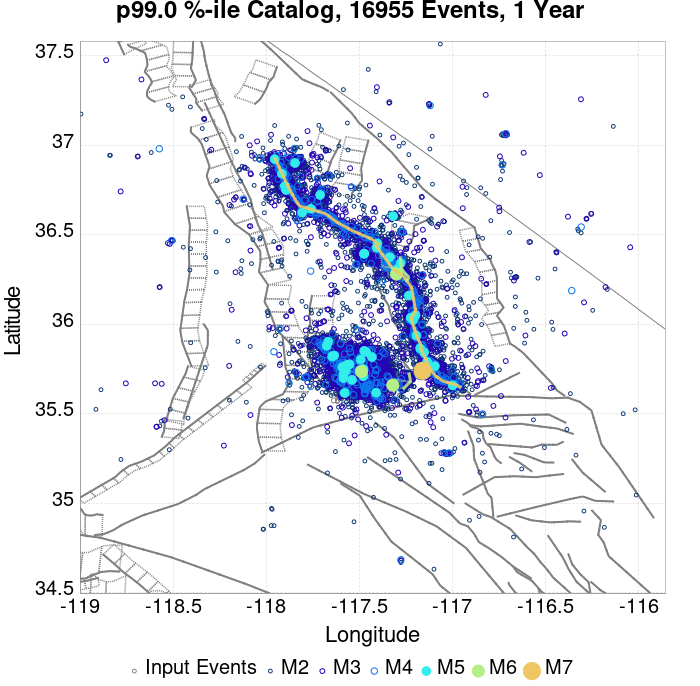 p99.0 %-ile Catalog, 16955 Events, 1 Year
37.5
37
36.5
36
35.5
35
34.5
Latitude
-119 -118.5 -118 -117.5 -117 -116.5 -116
Longitude
Input Events M2 M3 M4 M5 M6 M7